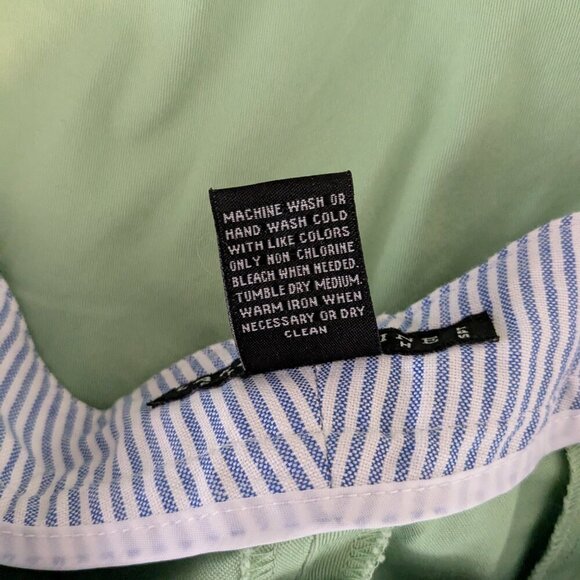 MACHINE WASH OR
HAND WASH COLD
WITH LIKE COLORS
ONLY NON CHLORINE
BLEACH WHEN NEEDED.
TUMBLE DRY MEDIUM.
WARM IRON WHEN
NECESSARY OR DRY
CLEAN